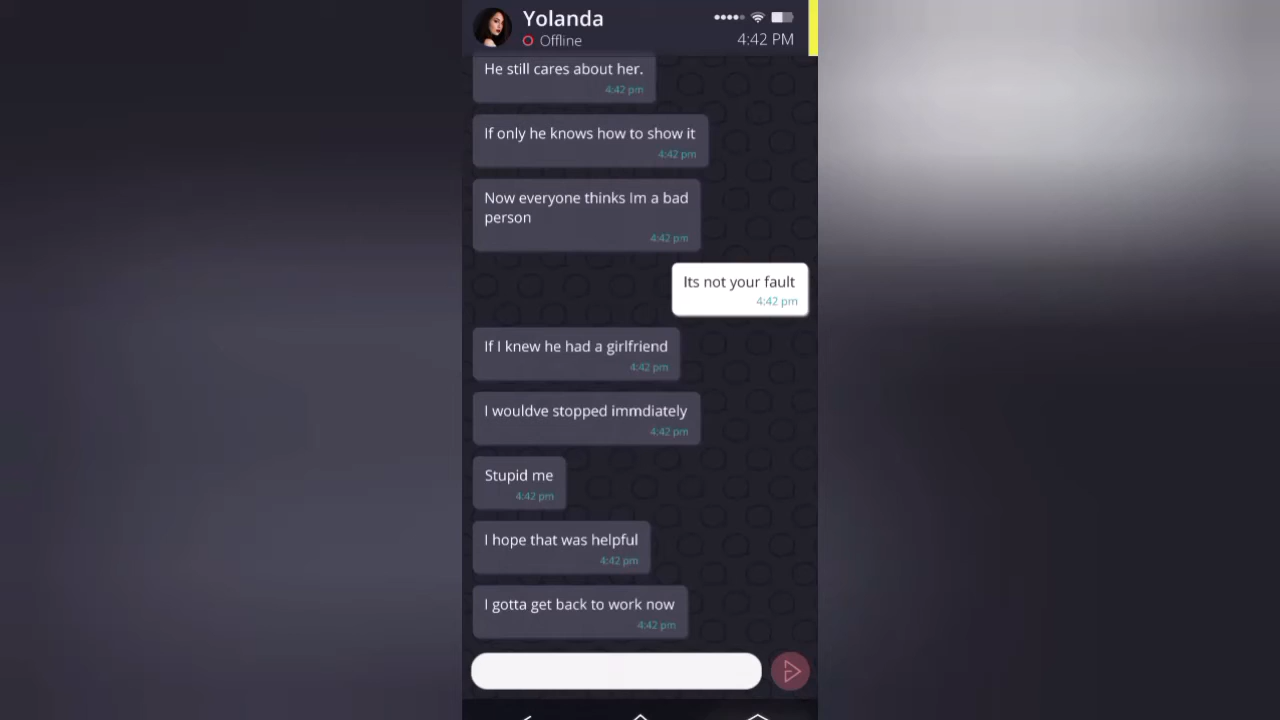 Yolanda
Offline
4:42 PM
He still cares about her.
4:42 pm
If only he knows how to show it
4:42 pm
Now everyone thinks Im a bad
person
4:42 pm
Its not your fault
4:42 pm
If I knew he had a girlfriend
4:42 pm
I wouldve stopped immdiately
4:42 pm
Stupid me
4:42 pm
I hope that was helpful
4:42 pm
I gotta get back to work now
4:42 pm